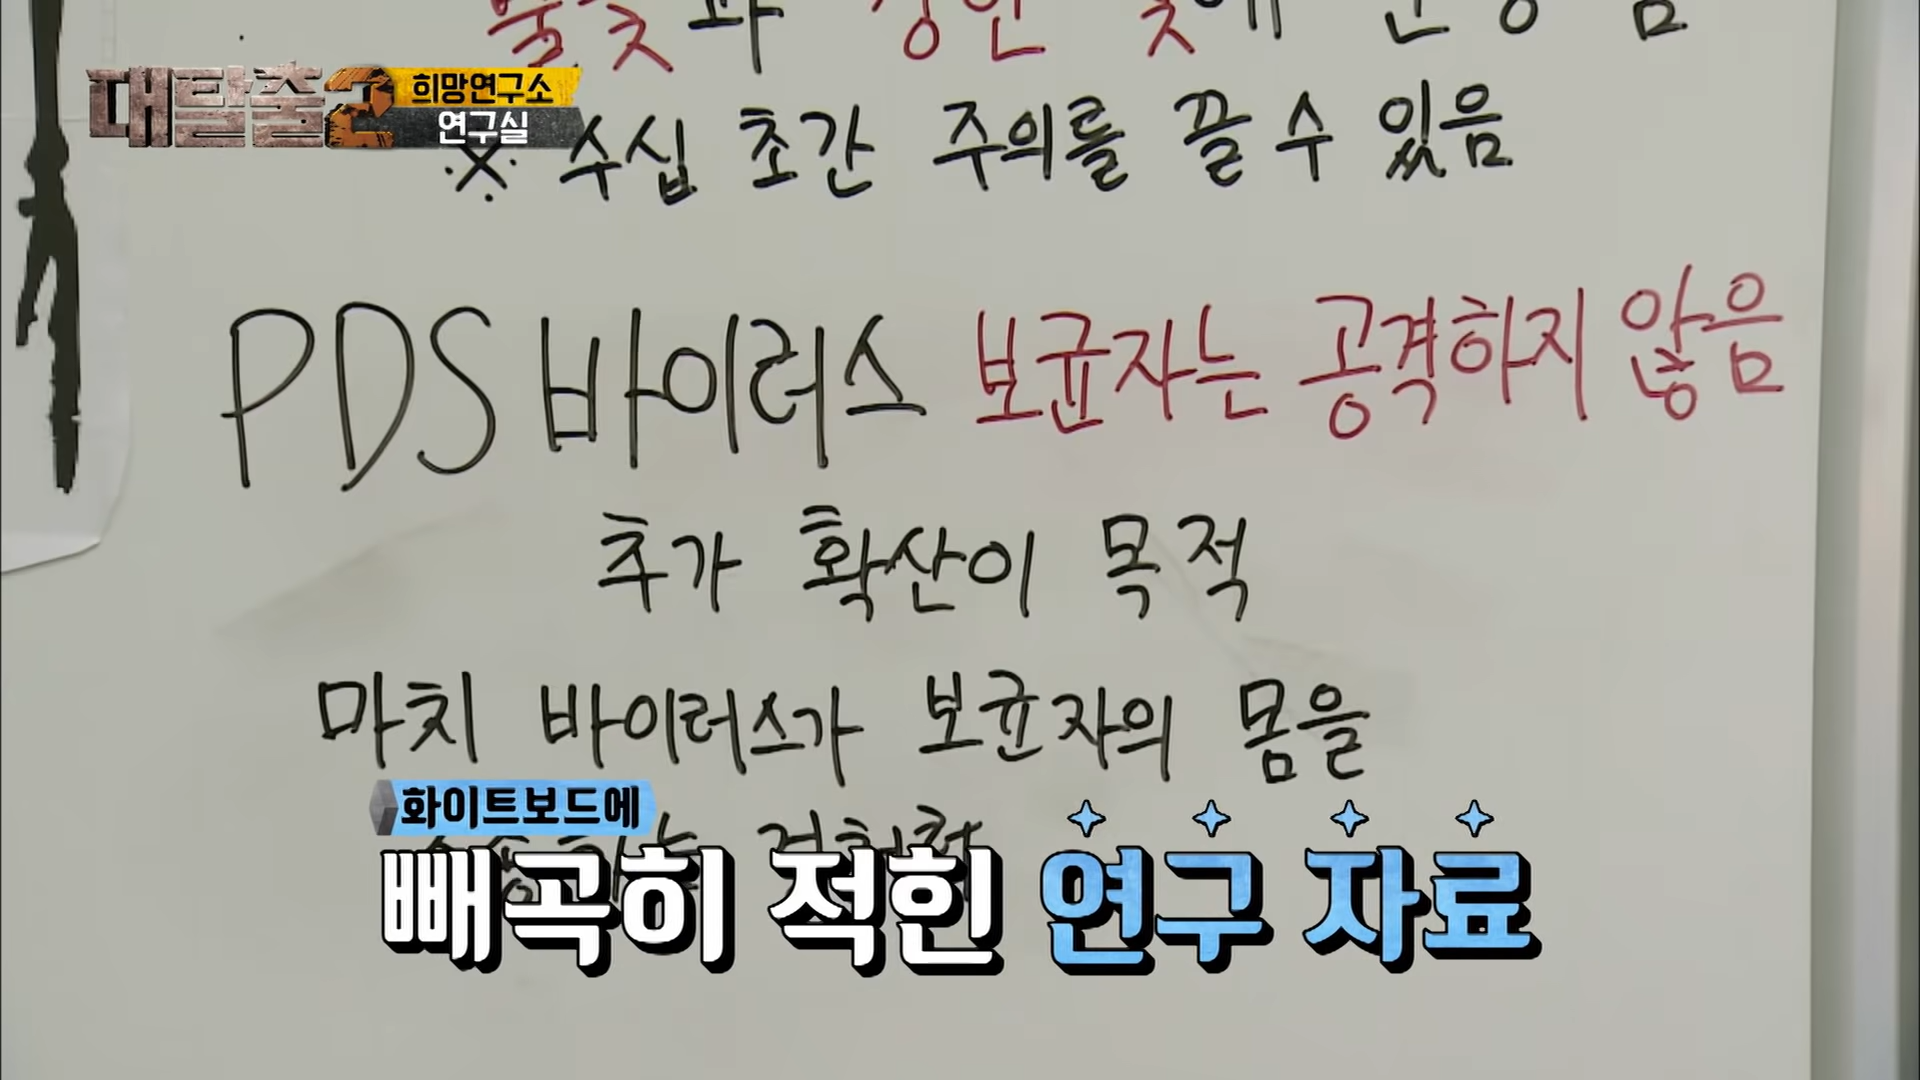 대탈출2
희망연구소
연구실
※ 수십 초간 주의를 끌 수 있음
PDS 바이러스 보균자는 공격하지 않음
추가 확산이 목적
마치 바이러스가 보균자의 몸을
화이트보드에
빼곡히 적힌 연구 자료